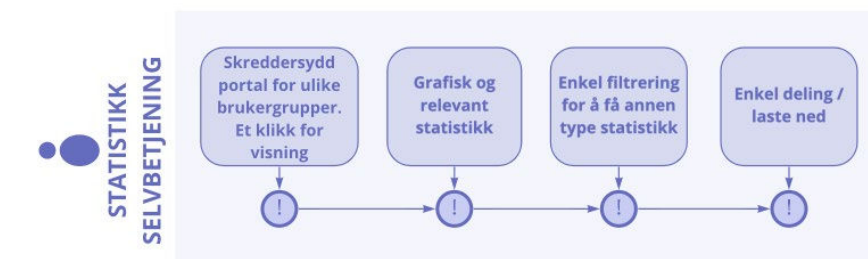 STATISTIKK
SELVBETJENING
Skreddersydd
portal for ulike
brukergrupper.
Et klikk for
visning
Grafisk og
relevant
statistikk
Enkel filtrering
for å få annen
type statistikk
Enkel deling /
laste ned
!
!
!
!